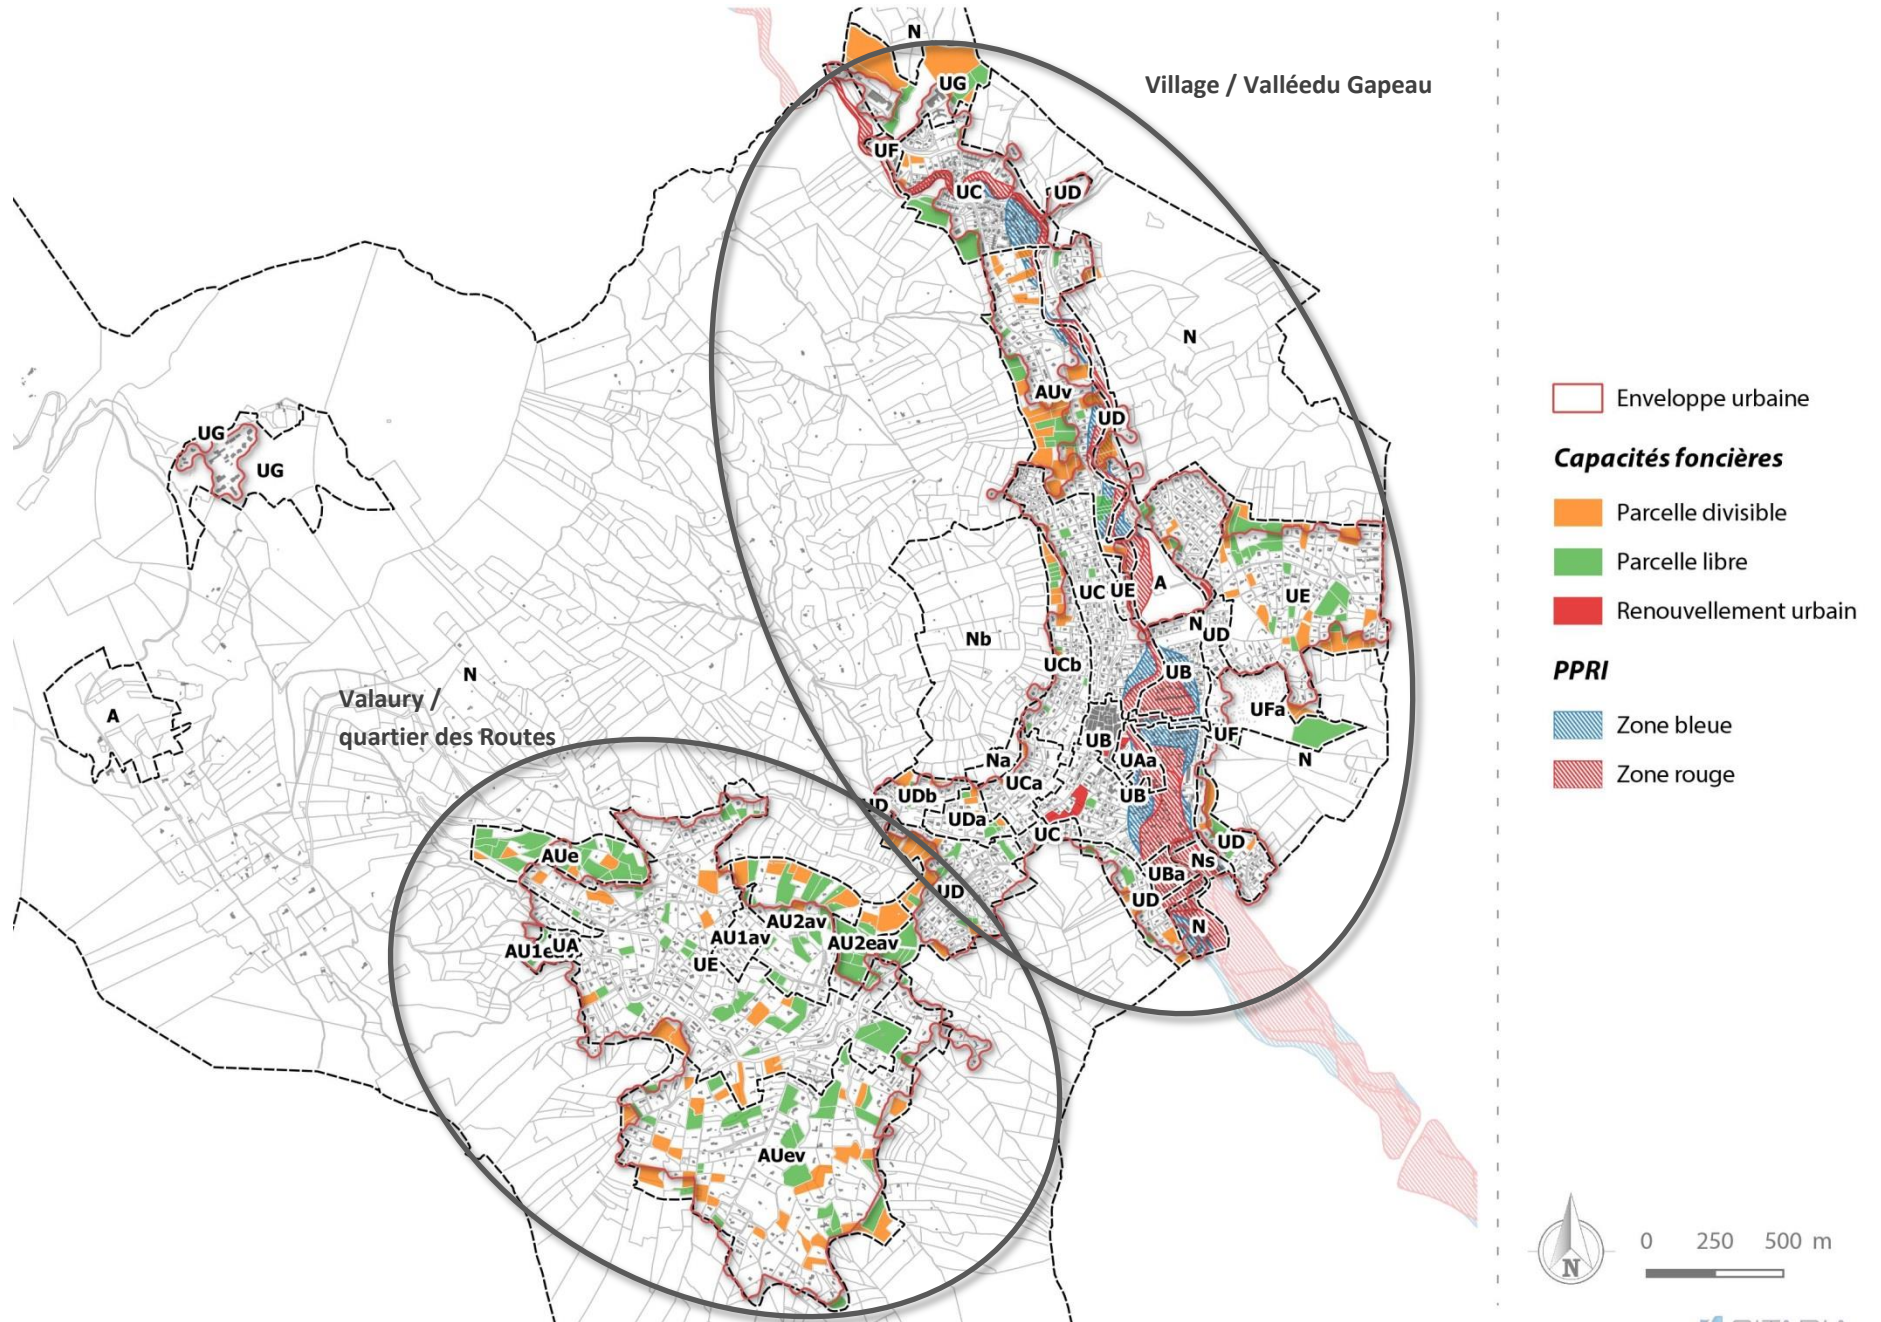 N
Village / Valléedu Gapeau
UG
UF
UC
UD
N
AUv
UD
UG
UG
Enveloppe urbaine
Capacités foncières
Parcelle divisible
Parcelle libre
Renouvellement urbain
PPRI
Zone bleue
Zone rouge
UC
UE
A
UE
N
UD
Nb
UCb
UB
N
Valaury /
quartier des Routes
A
UFa
UF
UB
N
Na
UAa
UCa
UDb
UB
UD
UDa
UC
UD
AUe
Ns
UBa
UD
UD
AU2av
AU1av
AU2eav
N
UA
UE
AUev
N
0 250 500 m